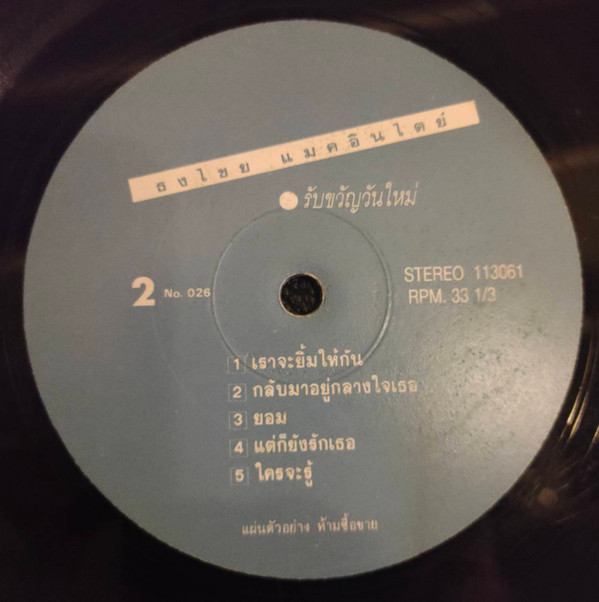 ธงไชย แมคอินไตย์
รับขวัญวันใหม่
2 No. 026
STEREO 113061
RPM. 33 1/3
1 เราจะยิ้มให้กัน
2 กลับมาอยู่กลางใจเธอ
3 ยอม
4 แต่ก็ยังรักเธอ
5 ใครจะรู้
แผ่นตัวอย่าง ห้ามซื้อขาย